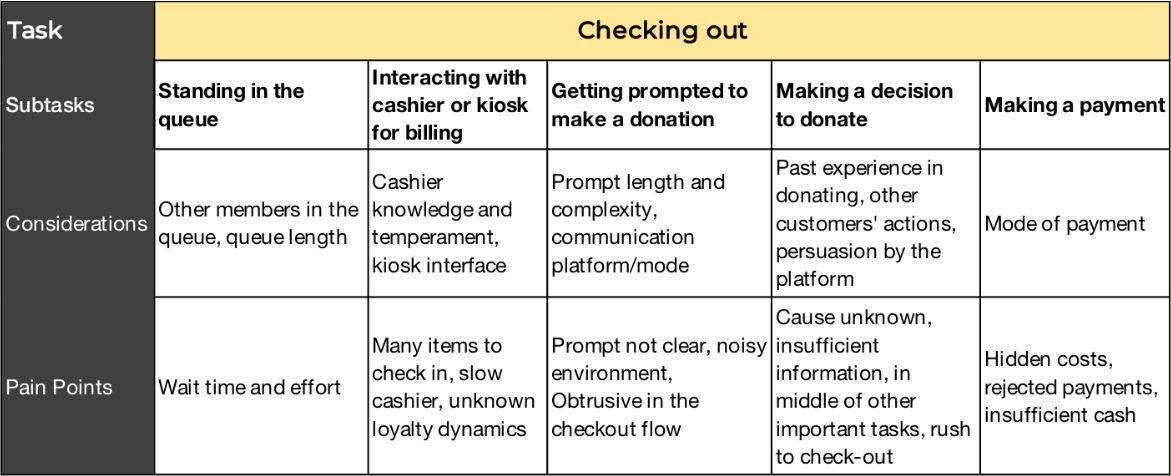 Task
Checking out
Subtasks
Standing in the
queue
Interacting with
cashier or kiosk
for billing
Getting prompted to
make a donation
Making a decision
to donate
Making a payment
Considerations
Other members in the
queue, queue length
Cashier
knowledge and
temperament,
kiosk interface
Prompt length and
complexity,
communication
platform/mode
Past experience in
donating, other
customers' actions,
persuasion by the
platform
Mode of payment
Pain Points
Wait time and effort
Many items to
check in, slow
cashier, unknown
loyalty dynamics
Prompt not clear, noisy
environment,
Obtrusive in the
checkout flow
Cause unknown,
insufficient
information, in
middle of other
important tasks, rush
to check-out
Hidden costs,
rejected payments,
insufficient cash